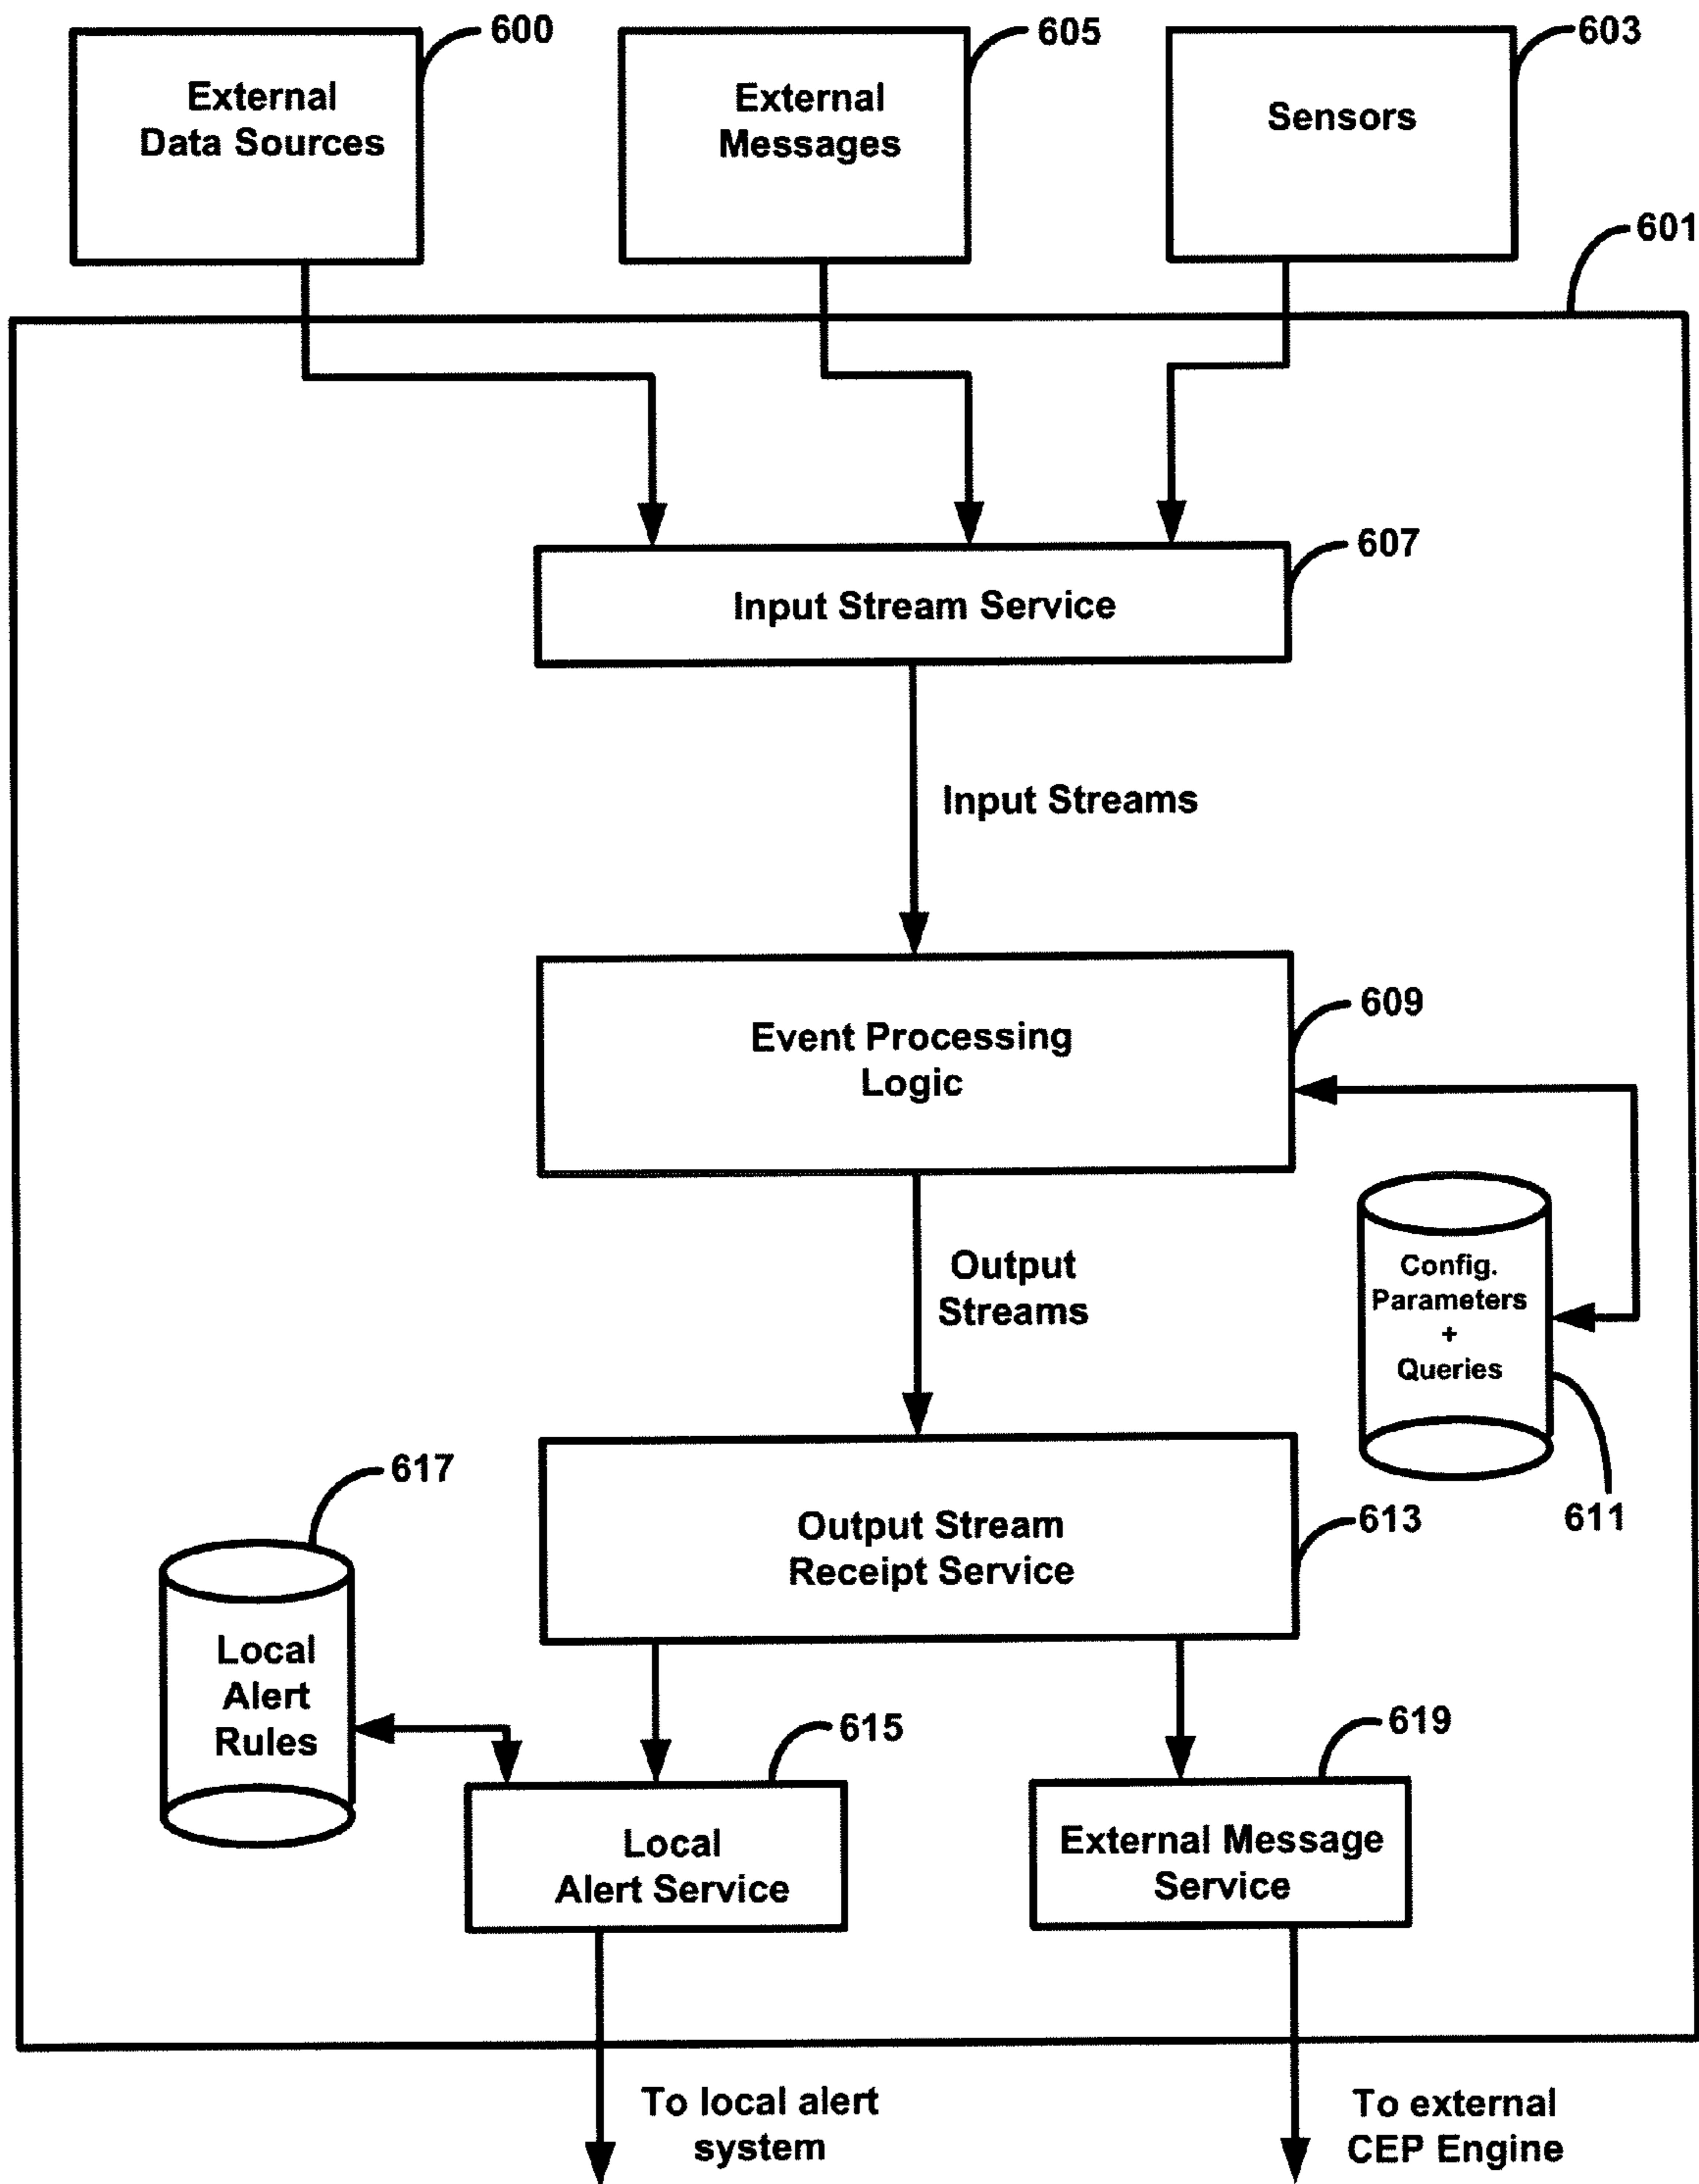 600
605
603
External
Data Sources
External
Messages
Sensors
601
607
Input Stream Service
Input Streams
609
Event Processing
Logic
Output
Streams
Config.
Parameters
+
Queries
611
617
Output Stream
Receipt Service
613
Local
Alert
Rules
615
619
Local
Alert Service
External Message
Service
To local alert
system
To external
CEP Engine